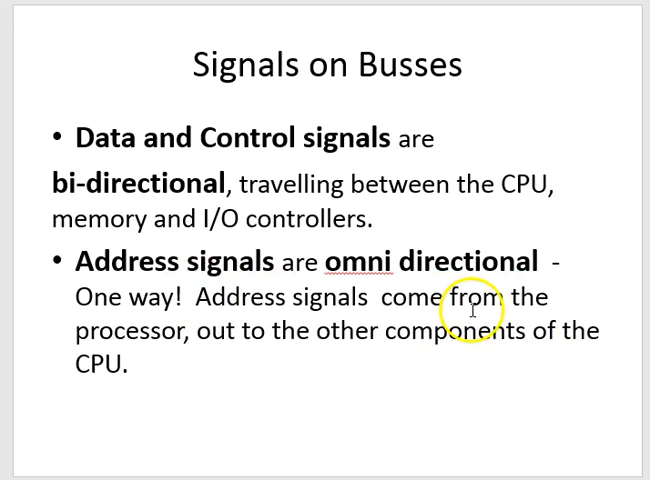 Signals on Busses
• Data and Control signals are
bi-directional, travelling between the CPU,
memory and I/O controllers.
• Address signals are omni directional -
One way! Address signals come from the
processor, out to the other components of the
CPU.